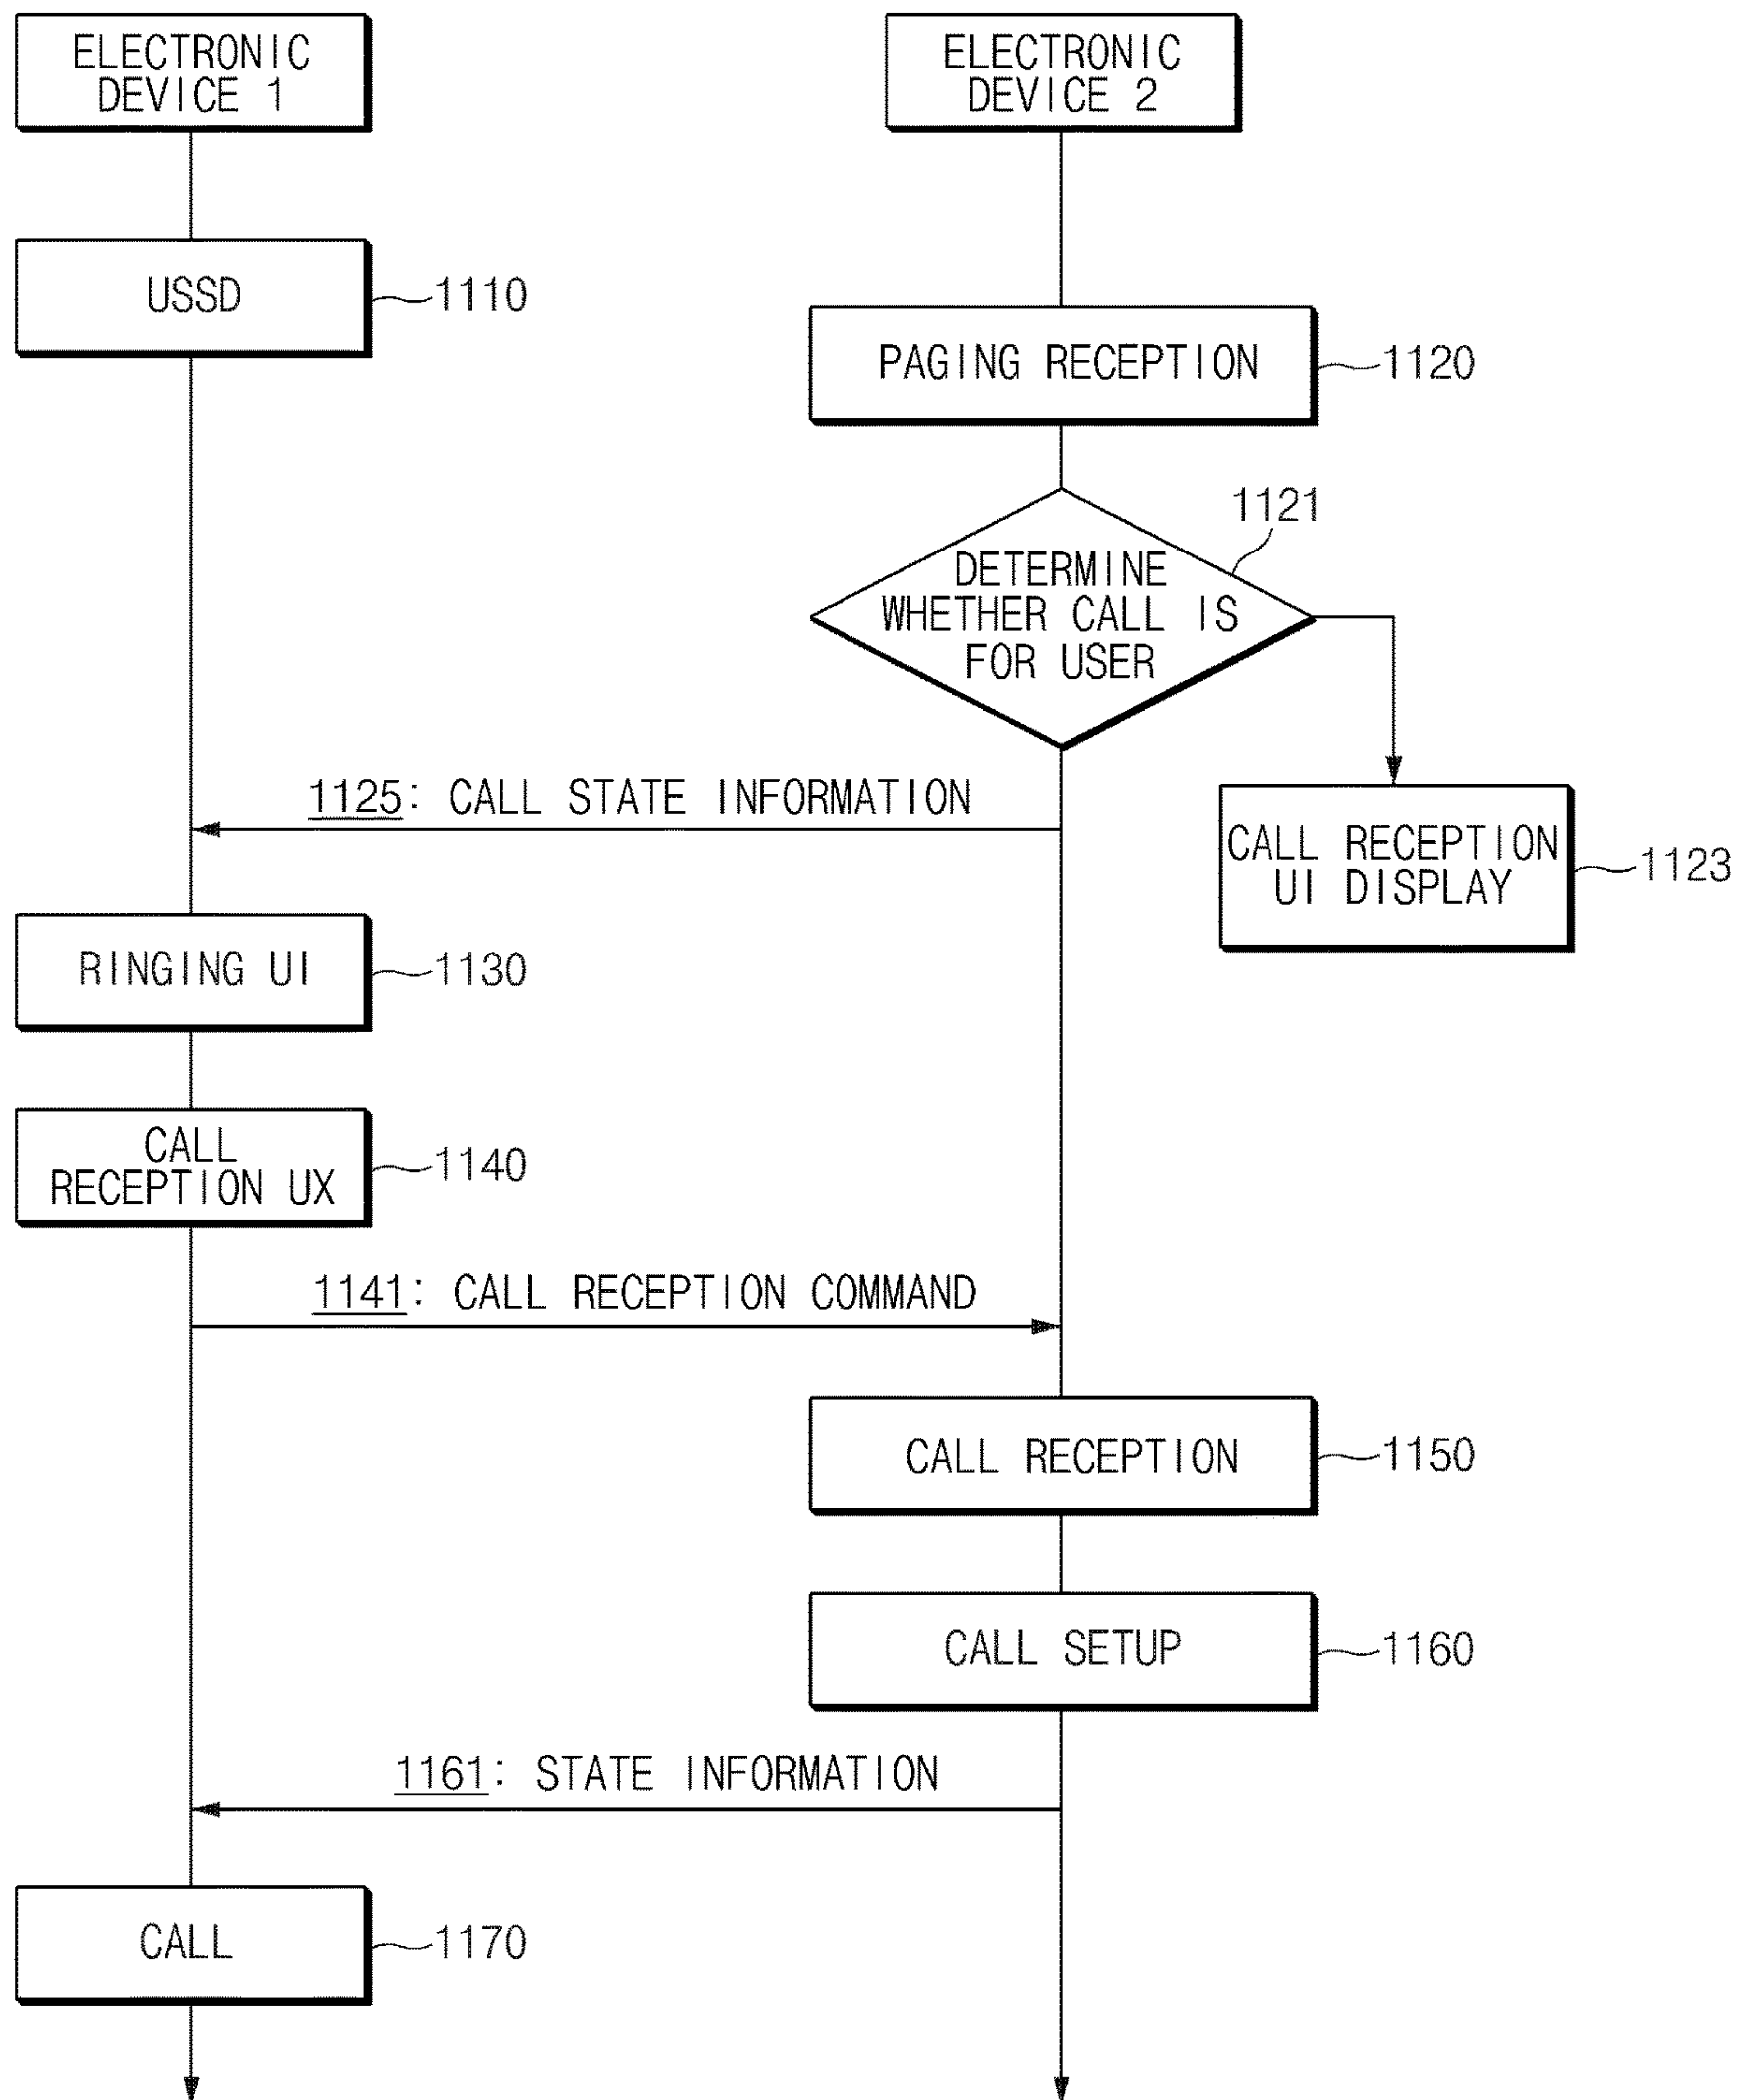 ELECTRONIC
DEVICE 1
ELECTRONIC
DEVICE 2
USSD
1110
PAGING RECEPTION
1120
1121
DETERMINE
WHETHER CALL IS
FOR USER
1125: CALL STATE INFORMATION
CALL RECEPTION
UI DISPLAY
1123
RINGING UI
1130
CALL
RECEPTION UX
1140
1141: CALL RECEPTION COMMAND
CALL RECEPTION
1150
CALL SETUP
1160
1161: STATE INFORMATION
CALL
1170